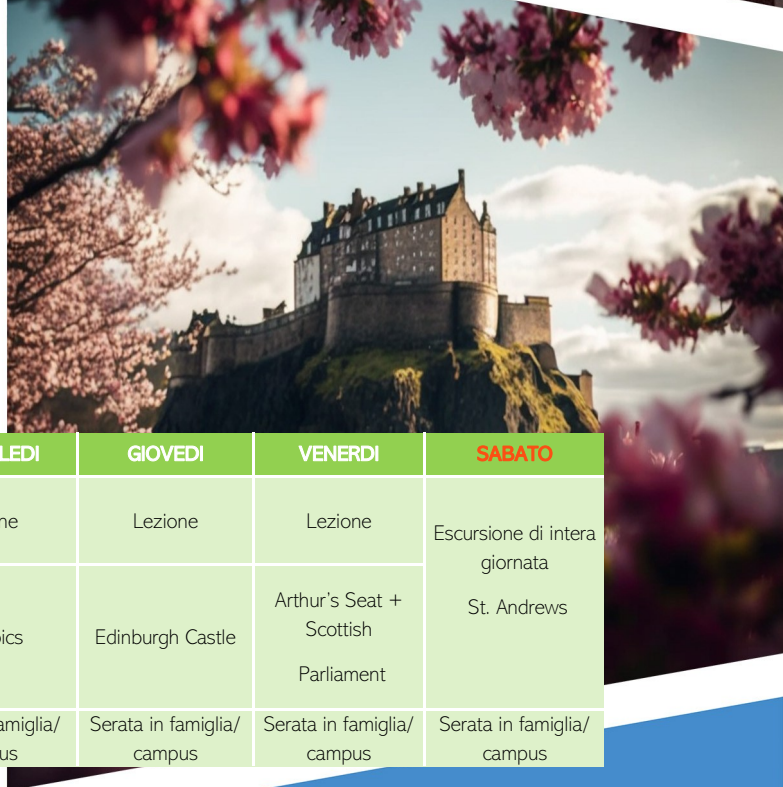 LEDI GIOVEDI VENERDI SABATO
ne Lezione Lezione
Escursione di intera
giornata
St. Andrews
ics Edinburgh Castle
Arthur's Seat +
Scottish
Parliament
amiglia/ Serata in famiglia/ Serata in famiglia/ Serata in famiglia/
us campus campus campus